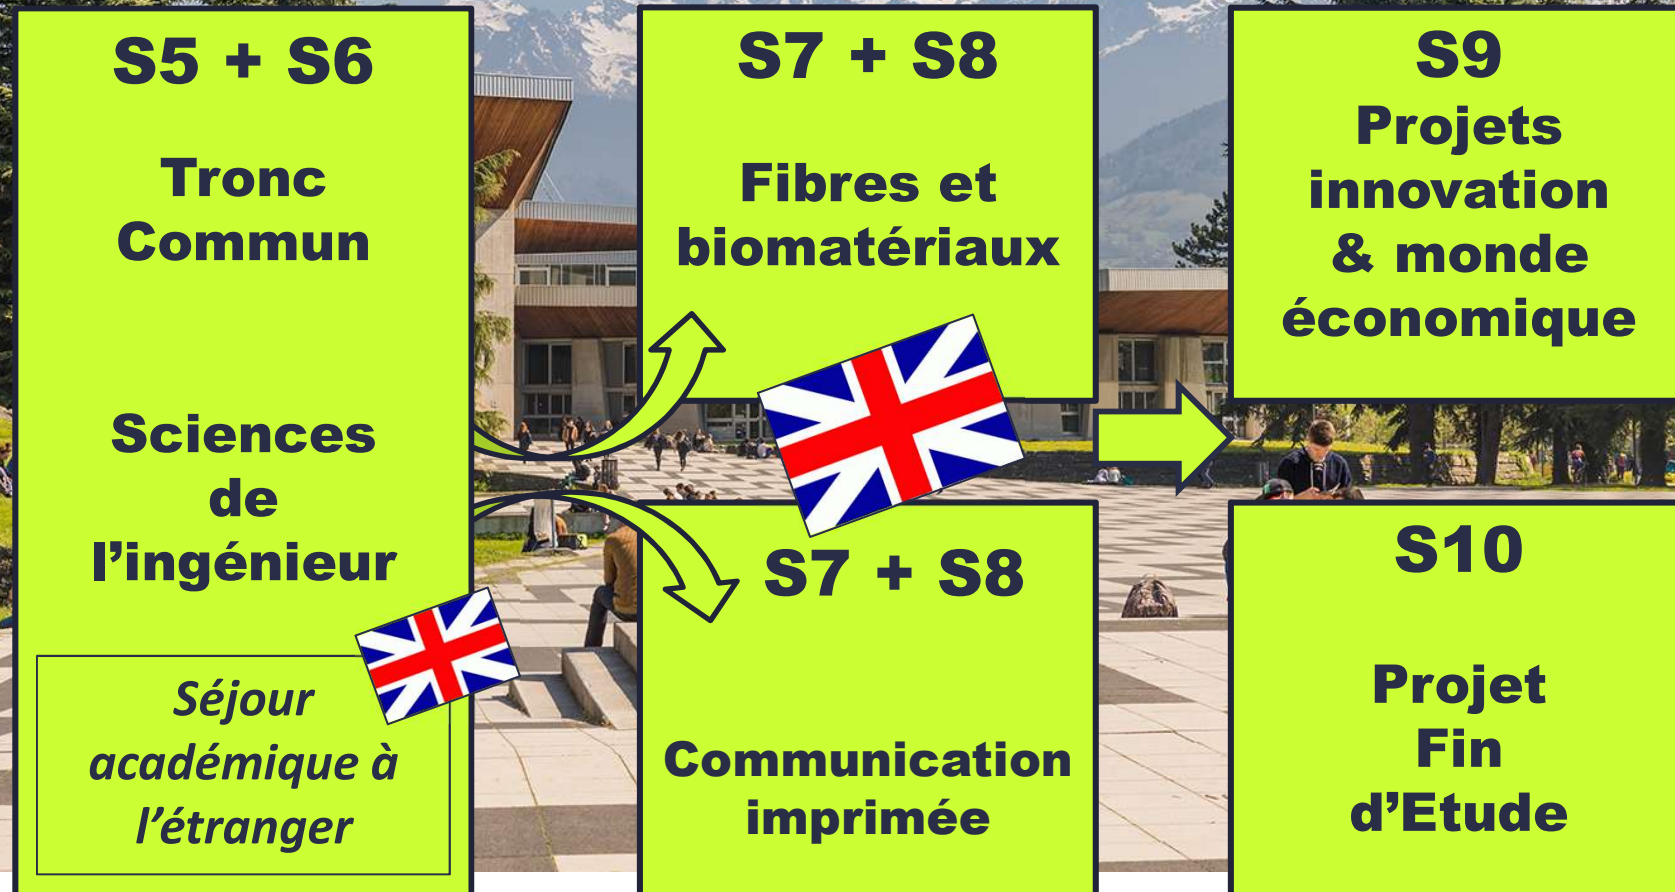 S5 + S6
Tronc
Commun
Sciences
de
l’ingénieur
Séjour
académique à
l’étranger
S7 + S8
Fibres et
biomatériaux
S7 + S8
Communication
imprimée
S9
Projets
innovation
& monde
économique
S10
Projet
Fin
d’Etude